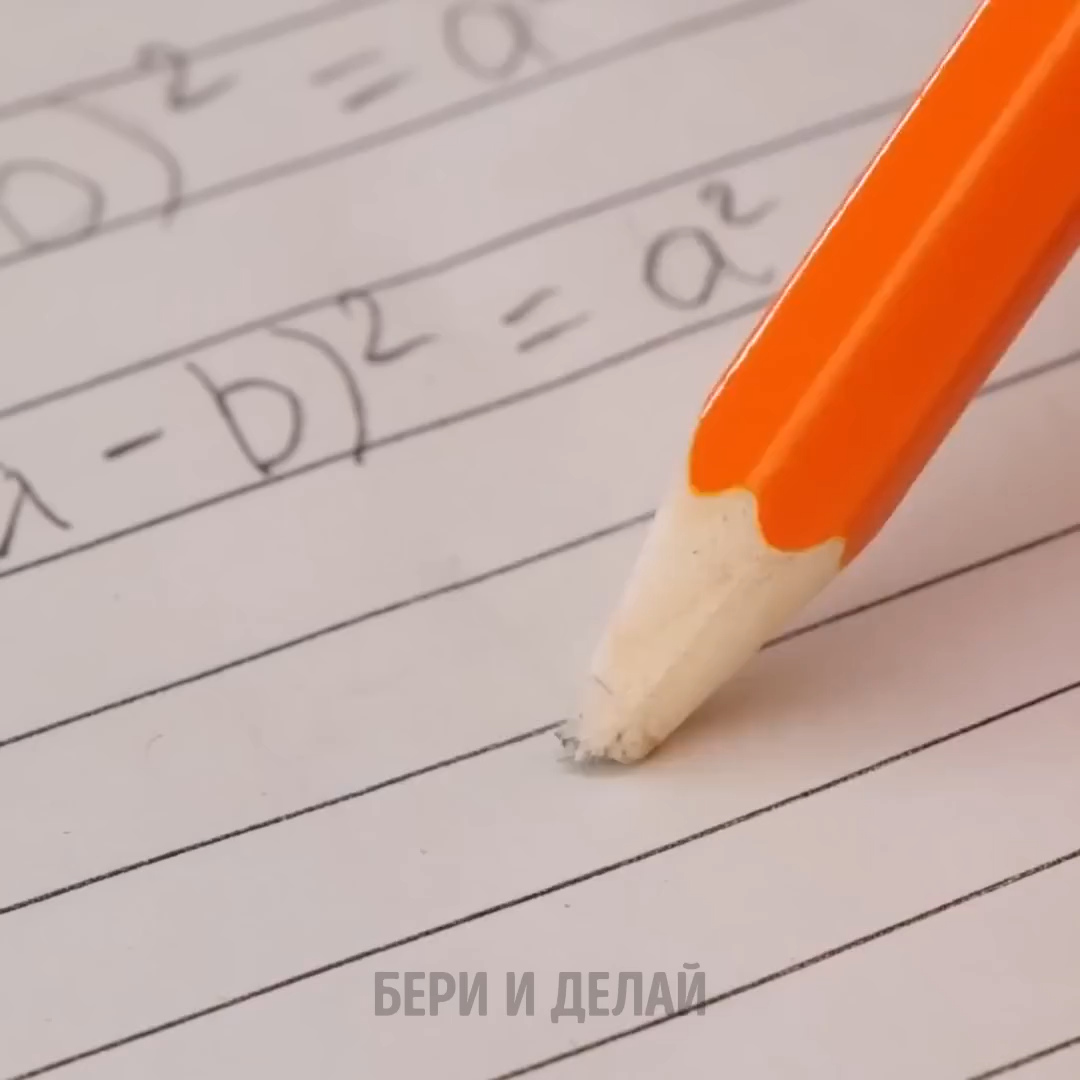 b)² = a²
a - b)² = a²
БЕРИ И ДЕЛАЙ